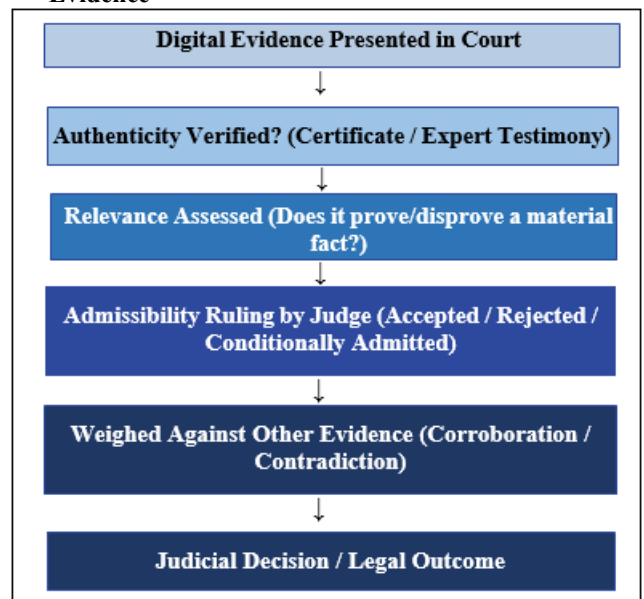 Evidence
Digital Evidence Presented in Court
↓
Authenticity Verified? (Certificate / Expert Testimony)
↓
Relevance Assessed (Does it prove/disprove a material
fact?)
↓
Admissibility Ruling by Judge (Accepted / Rejected /
Conditionally Admitted)
↓
Weighed Against Other Evidence (Corroboration /
Contradiction)
↓
Judicial Decision / Legal Outcome